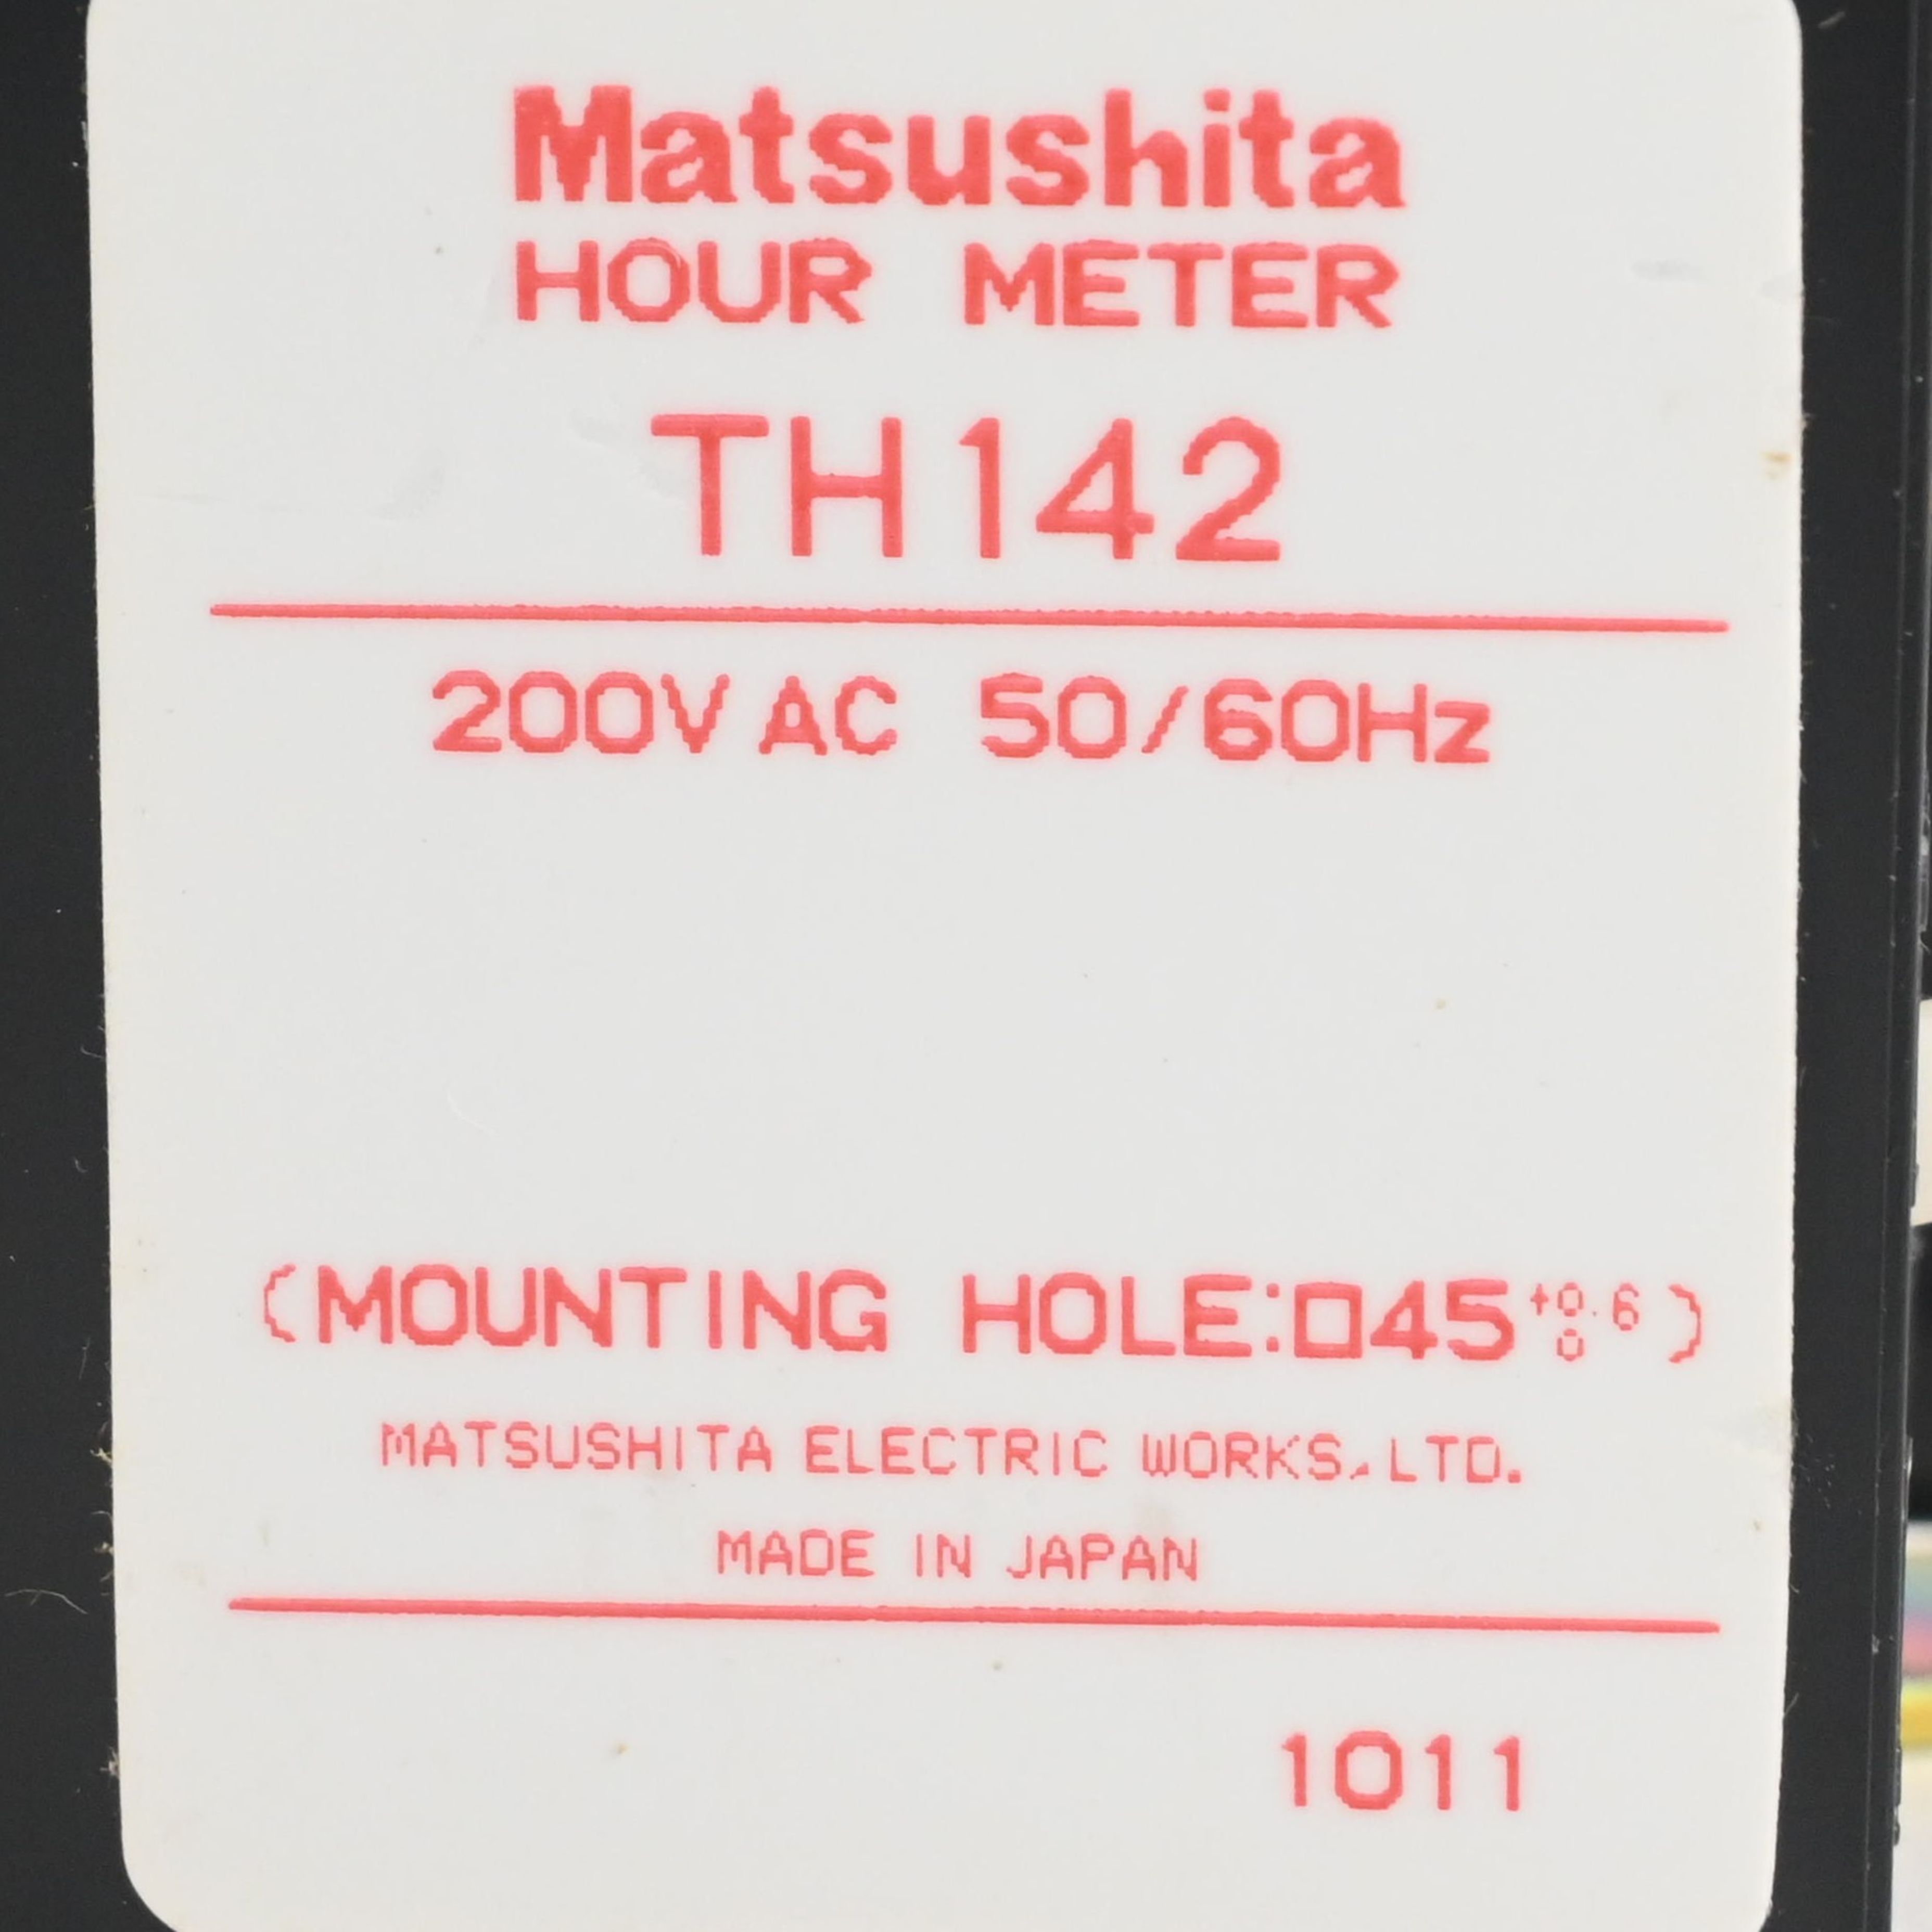 Matsushita
HOUR METER
TH142
200V AC 50/60Hz
(MOUNTING HOLE:□45 +0.6 0)
MATSUSHITA ELECTRIC WORKS,LTD.
MADE IN JAPAN
1011